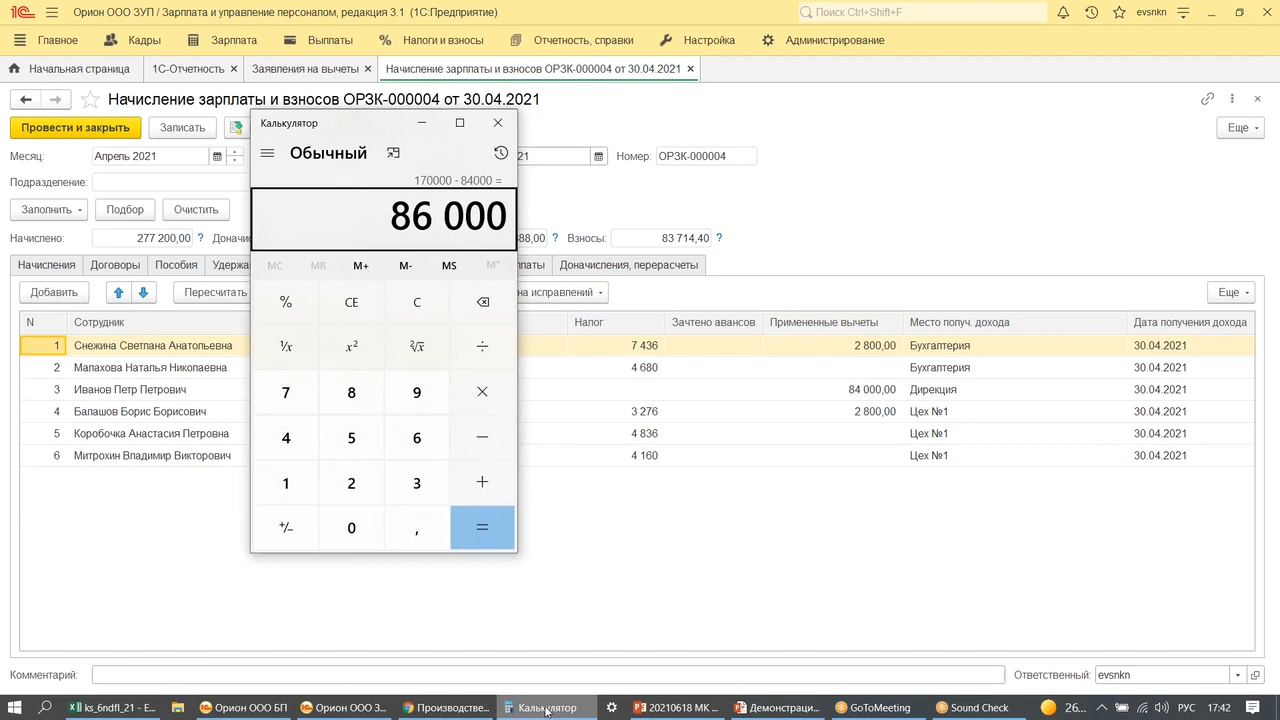 Орион ООО ЗУП / Зарплата и управление персоналом, редакция 3.1 (1С:Предприятие)
Поиск Ctrl+Shift+F
evsnkn
Главное
Кадры
Зарплата
Выплаты
Налоги и взносы
Отчетность, справки
Настройка
Администрирование
Начальная страница
1С-Отчетность
Заявления на вычеты
Начисление зарплаты и взносов ОРЗК-000004 от 30.04.2021
Начисление зарплаты и взносов ОРЗК-000004 от 30.04.2021
Провести и закрыть
Записать
Еще
Месяц: Апрель 2021
21
Номер: ОРЗК-000004
Подразделение:
Заполнить
Подбор
Очистить
Начислено: 277 200,00 ?
Взносы: 83 714,40 ?
Начисления
Договоры
Пособия
Доначисления, перерасчеты
Добавить
Пересчитать
на исправлений
Еще
N Сотрудник Налог Зачтено авансов Примененные вычеты Место получ. дохода Дата получения дохода
1 Снежина Светлана Анатольевна 7 436 2 800,00 Бухгалтерия 30.04.2021
2 Малахова Наталья Николаевна 4 680 Бухгалтерия 30.04.2021
3 Иванов Петр Петрович 84 000,00 Дирекция 30.04.2021
4 Балашов Борис Борисович 3 276 2 800,00 Цех №1 30.04.2021
5 Коробочка Анастасия Петровна 4 836 Цех №1 30.04.2021
6 Митрохин Владимир Викторович 4 160 Цех №1 30.04.2021
Комментарий:
Ответственный: evsnkn
Калькулятор
Обычный
170000 - 84000 =
86 000
MC MR M+ M- MS M˅
% CE C
¹/x x² ²√x ÷
7 8 9 ×
4 5 6 −
1 2 3 +
+/− 0 , =
ks_6ndfl_21 - E...
Орион ООО БП
Орион ООО З...
Производстве...
Калькулятор
20210618 МК ...
Демонстраци...
GoToMeeting
Sound Check
26...
РУС
17:42